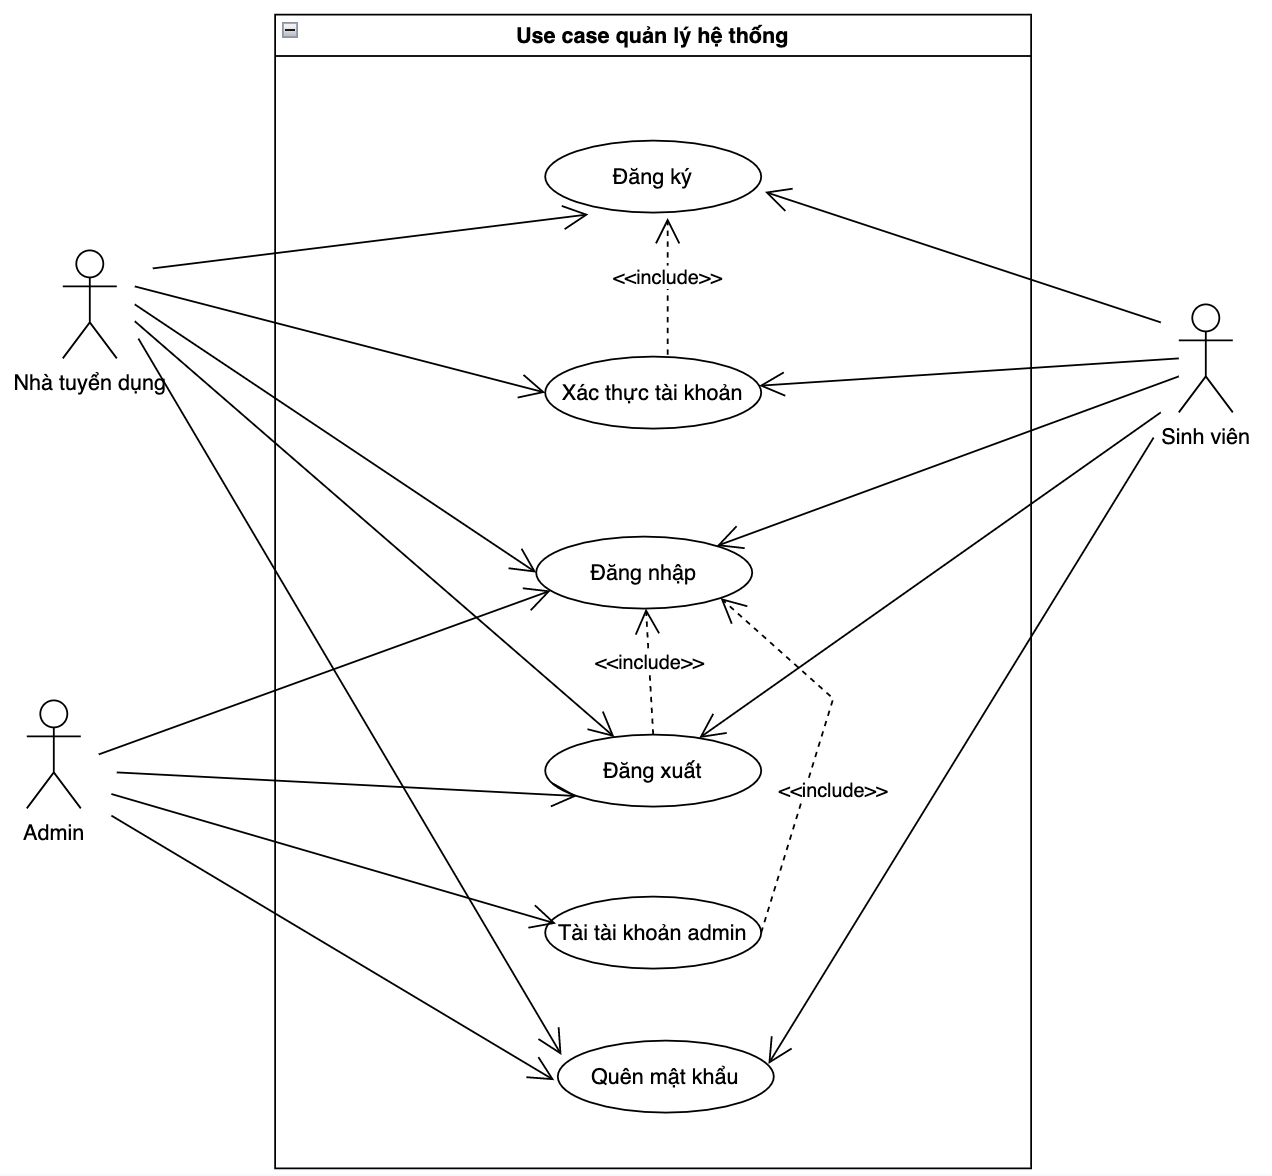 Use case quản lý hệ thống
Đăng ký
<<include>>
Nhà tuyển dụng
Xác thực tài khoản
Sinh viên
Đăng nhập
<<include>>
Đăng xuất
<<include>>
Admin
Tài tài khoản admin
Quên mật khẩu